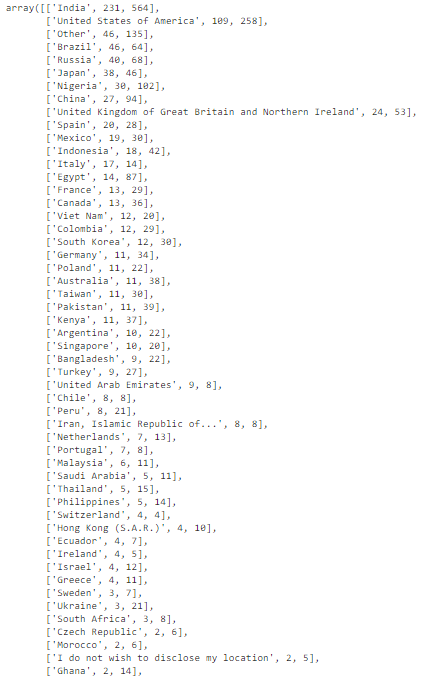 array([['India', 231, 564],
['United States of America', 109, 258],
['Other', 46, 135],
['Brazil', 46, 64],
['Russia', 40, 68],
['Japan', 38, 46],
['Nigeria', 30, 102],
['China', 27, 94],
['United Kingdom of Great Britain and Northern Ireland', 24, 53],
['Spain', 20, 28],
['Mexico', 19, 30],
['Indonesia', 18, 42],
['Italy', 17, 14],
['Egypt', 14, 87],
['France', 13, 29],
['Canada', 13, 36],
['Viet Nam', 12, 20],
['Colombia', 12, 29],
['South Korea', 12, 30],
['Germany', 11, 34],
['Poland', 11, 22],
['Australia', 11, 38],
['Taiwan', 11, 30],
['Pakistan', 11, 39],
['Kenya', 11, 37],
['Argentina', 10, 22],
['Singapore', 10, 20],
['Bangladesh', 9, 22],
['Turkey', 9, 27],
['United Arab Emirates', 9, 8],
['Chile', 8, 8],
['Peru', 8, 21],
['Iran, Islamic Republic of...', 8, 8],
['Netherlands', 7, 13],
['Portugal', 7, 8],
['Malaysia', 6, 11],
['Saudi Arabia', 5, 11],
['Thailand', 5, 15],
['Philippines', 5, 14],
['Switzerland', 4, 4],
['Hong Kong (S.A.R.)', 4, 10],
['Ecuador', 4, 7],
['Ireland', 4, 5],
['Israel', 4, 12],
['Greece', 4, 11],
['Sweden', 3, 7],
['Ukraine', 3, 21],
['South Africa', 3, 8],
['Czech Republic', 2, 6],
['Morocco', 2, 6],
['I do not wish to disclose my location', 2, 5],
['Ghana', 2, 14],